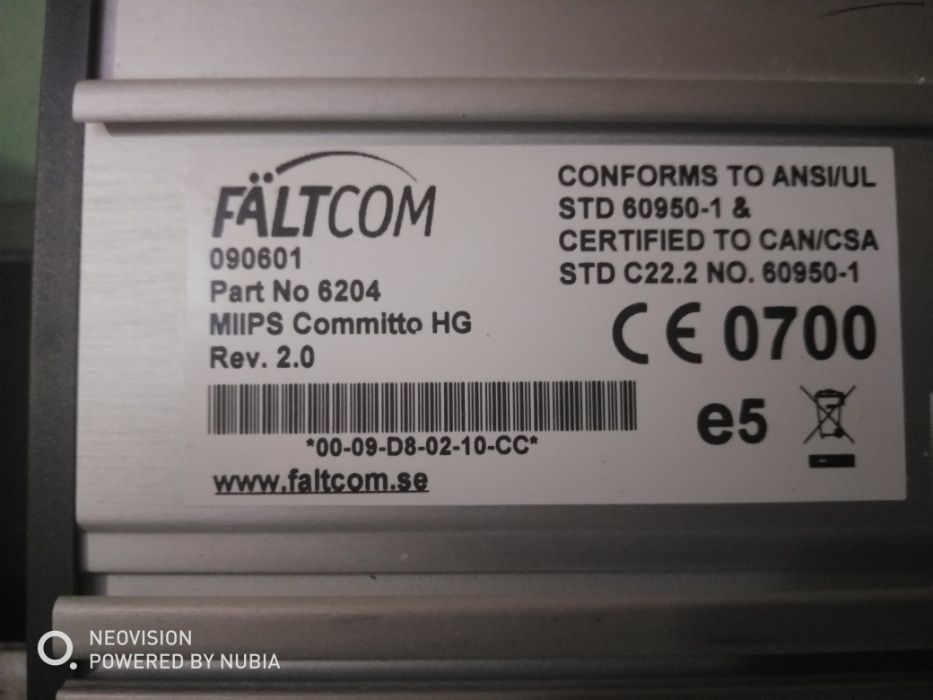 FÄLTCOM
090601
Part No 6204
MIIPS Committo HG
Rev. 2.0
*00-09-D8-02-10-CC*
www.faltcom.se
CONFORMS TO ANSI/UL
STD 60950-1 &
CERTIFIED TO CAN/CSA
STD C22.2 NO. 60950-1
CE 0700
e5
NEOVISION
POWERED BY NUBIA